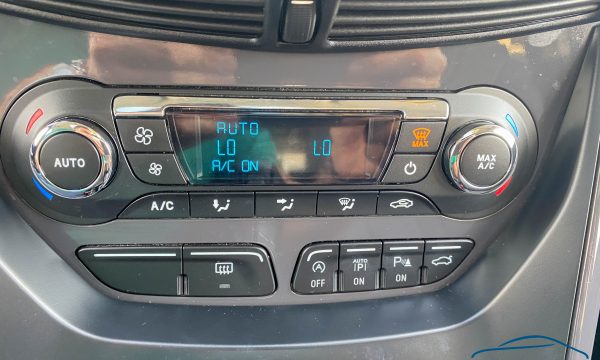 AUTO
AUTO
LO LO
A/C ON
MAX
MAX
A/C
A/C
A
OFF
AUTO
(P)
ON
P
ON